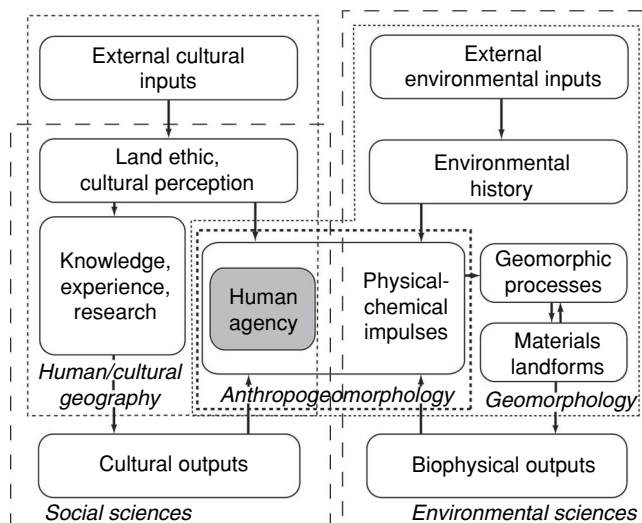 External cultural
inputs
External
environmental inputs
Land ethic,
cultural perception
Environmental
history
Knowledge,
experience,
research
Human
agency
Physical-
chemical
impulses
Geomorphic
processes
Materials
landforms
Human/cultural
geography
Anthropogeomorphology
Geomorphology
Cultural outputs
Biophysical outputs
Social sciences
Environmental sciences